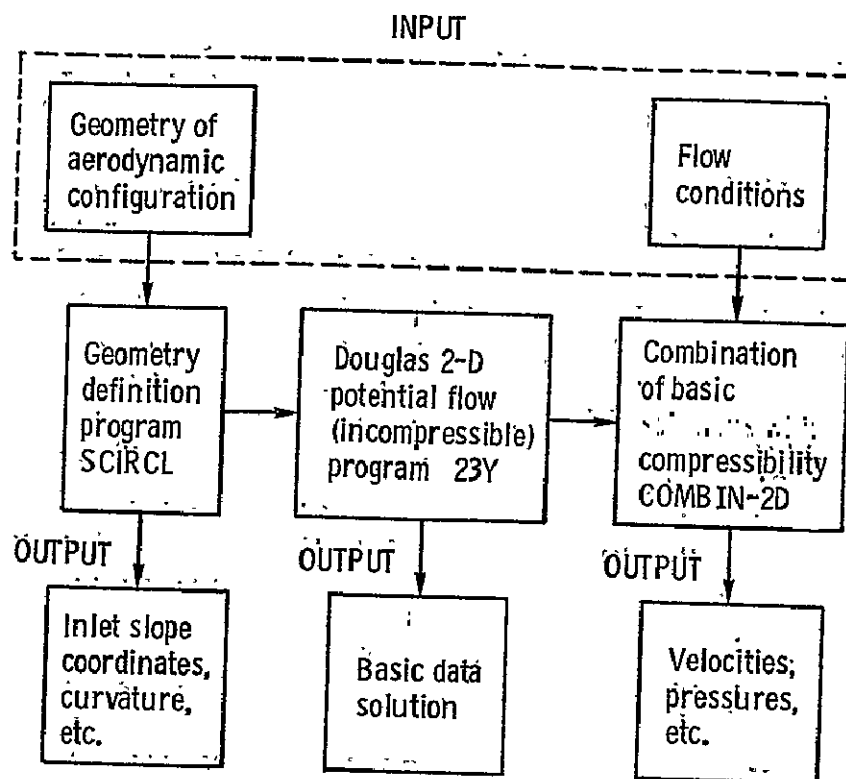 INPUT
Geometry of
aerodynamic
configuration
Flow
conditions
Geometry
definition
program
SCIRCL
Douglas 2-D
potential flow
(incompressible)
program 23Y
Combination
of basic
compressibility
COMBIN-2D
OUTPUT
OUTPUT
OUTPUT
Inlet slope
coordinates,
curvature,
etc.
Basic data
solution
Velocities;
pressures,
etc.